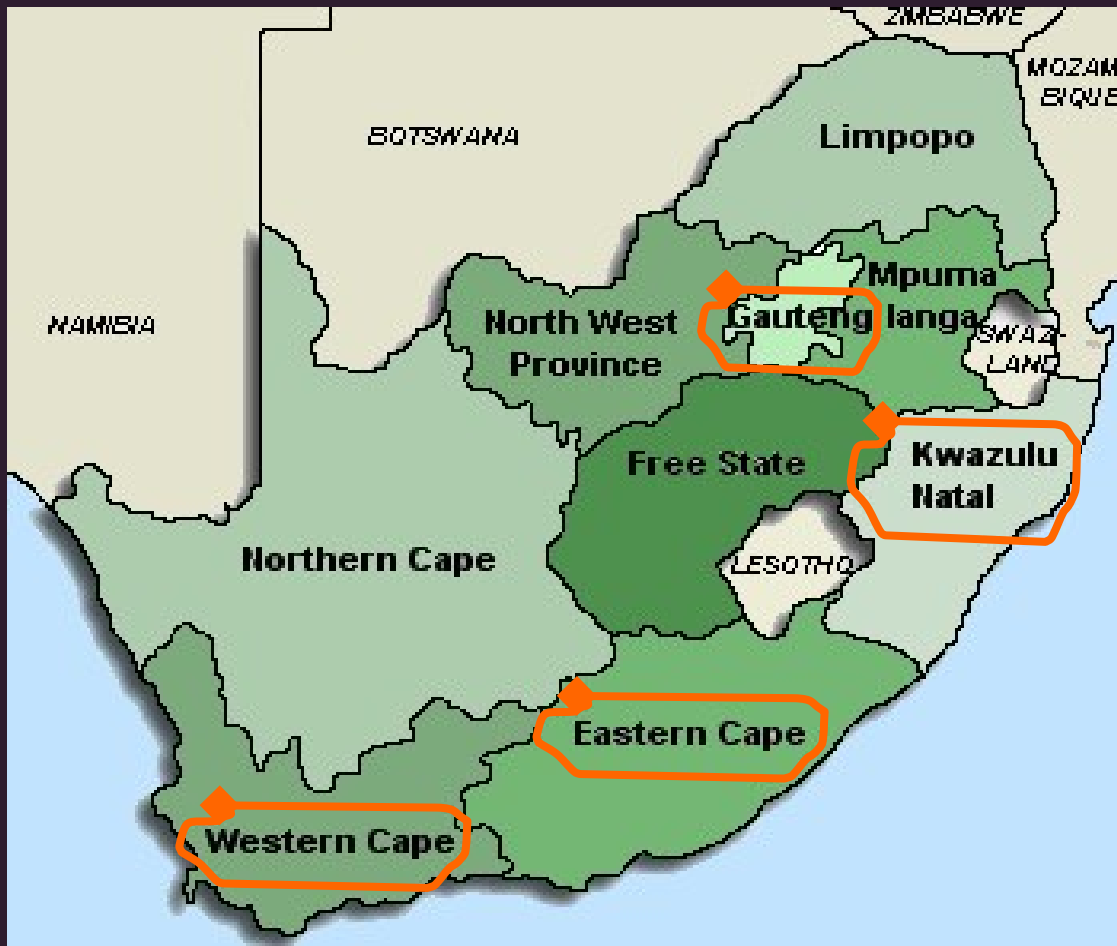 ZIMBABWE
MOZAM
BIQUE
BOTSWANA
Limpopo
Mpuma
langa
NAMIBIA
North West
Province
Gauteng
SWAZI-
LAND
Free State
Kwazulu
Natal
Northern Cape
LESOTHO
Eastern Cape
Western Cape